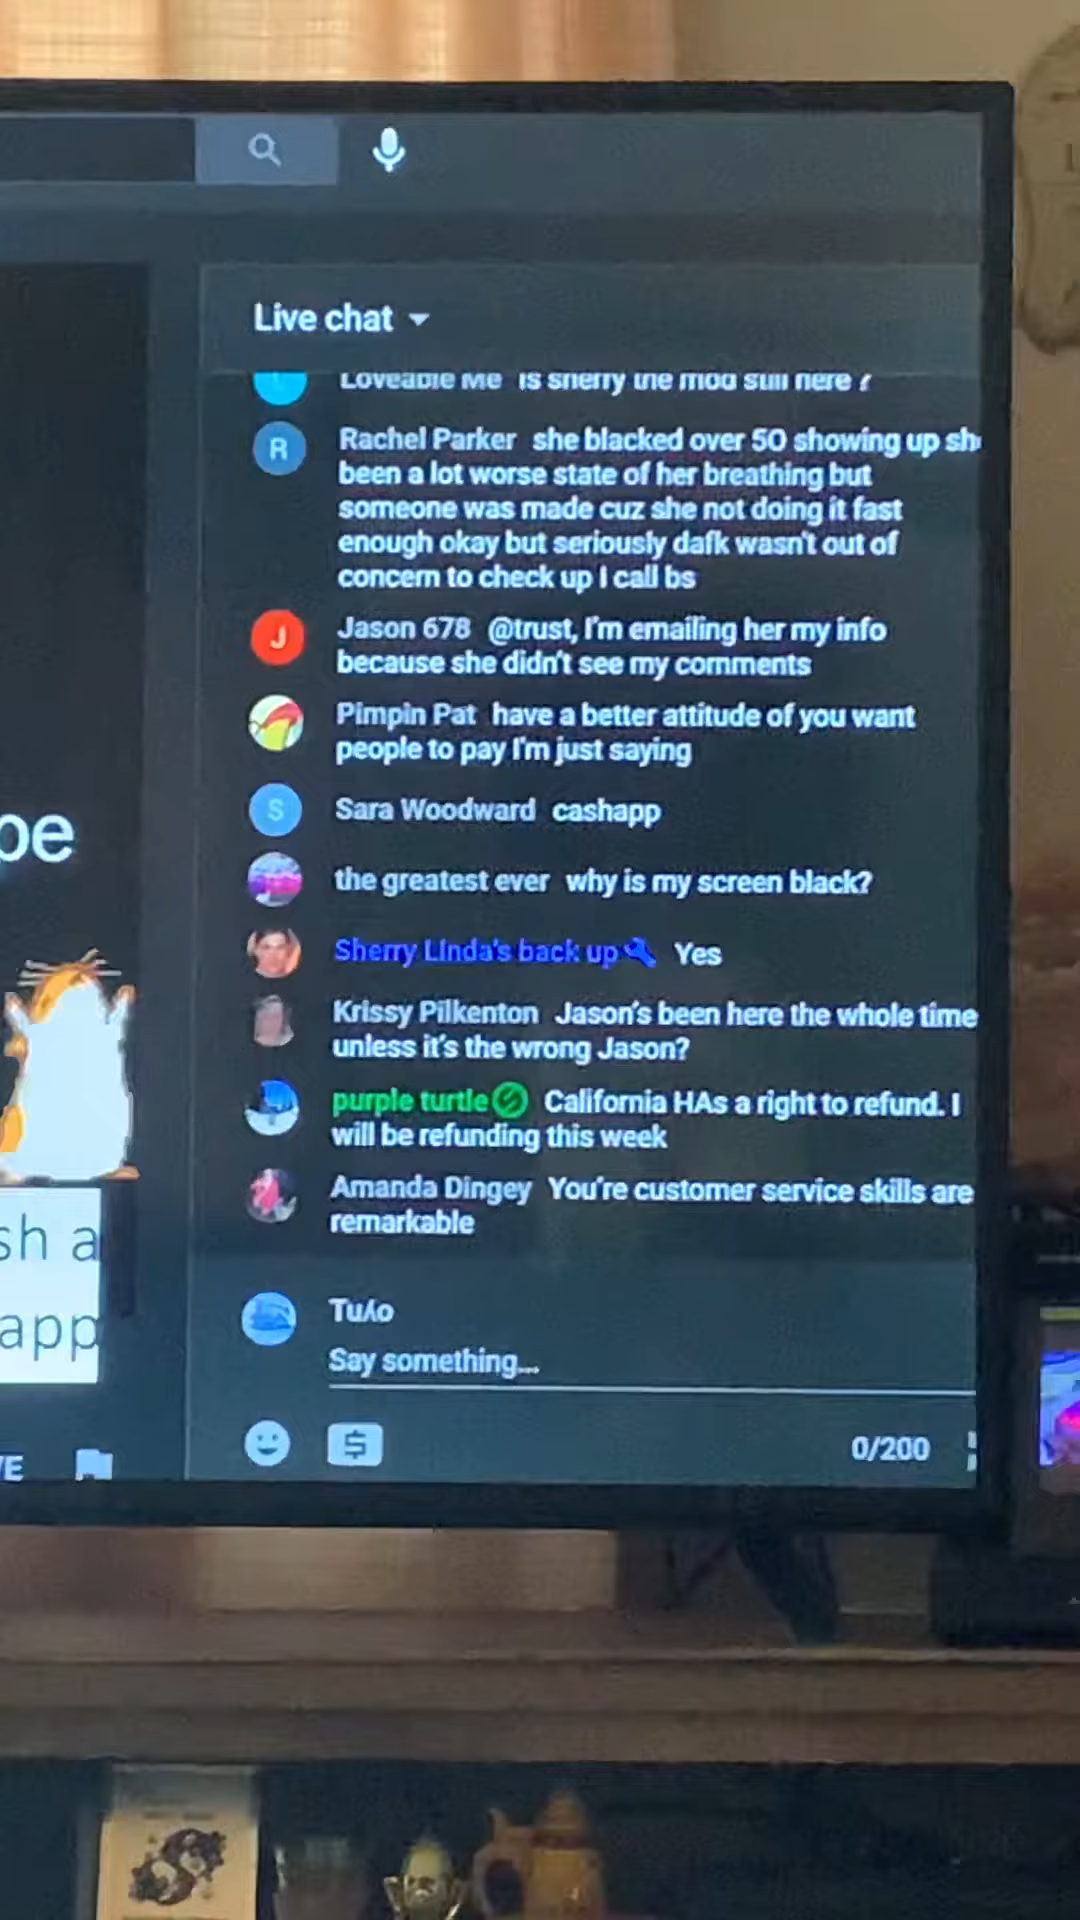 Live chat
Loveable Me is sherry the mod still here ?
R
Rachel Parker she blacked over 50 showing up sh
been a lot worse state of her breathing but
someone was made cuz she not doing it fast
enough okay but seriously dafk wasn't out of
concern to check up I call bs
J
Jason 678 @trust, I'm emailing her my info
because she didn't see my comments
Pimpin Pat have a better attitude of you want
people to pay I'm just saying
S
Sara Woodward cashapp
the greatest ever why is my screen black?
pe
Sherry Linda's back up Yes
Krissy Pilkenton Jason's been here the whole time
unless it's the wrong Jason?
purple turtle California HAs a right to refund. I
will be refunding this week
Amanda Dingey You're customer service skills are
remarkable
sh a
app
Say something...
$
0/200
VE